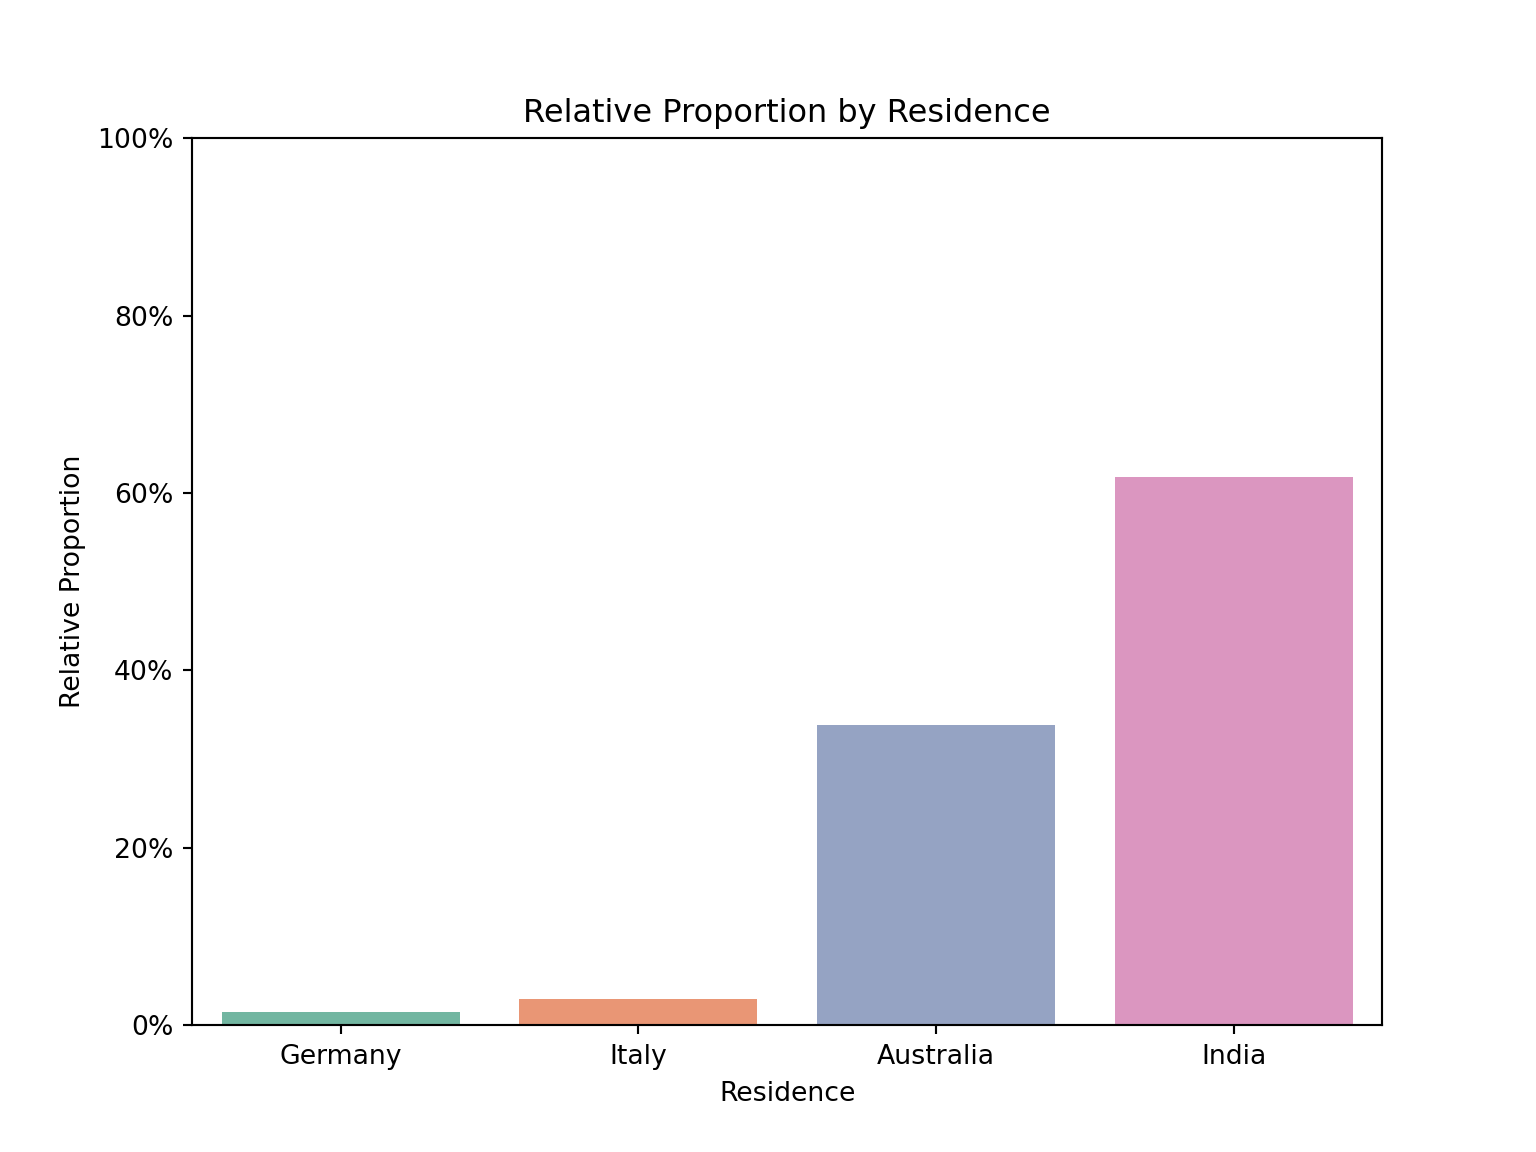 Relative Proportion by Residence
100%
80%
60%
40%
20%
0%
Relative Proportion
Germany
Italy
Australia
India
Residence